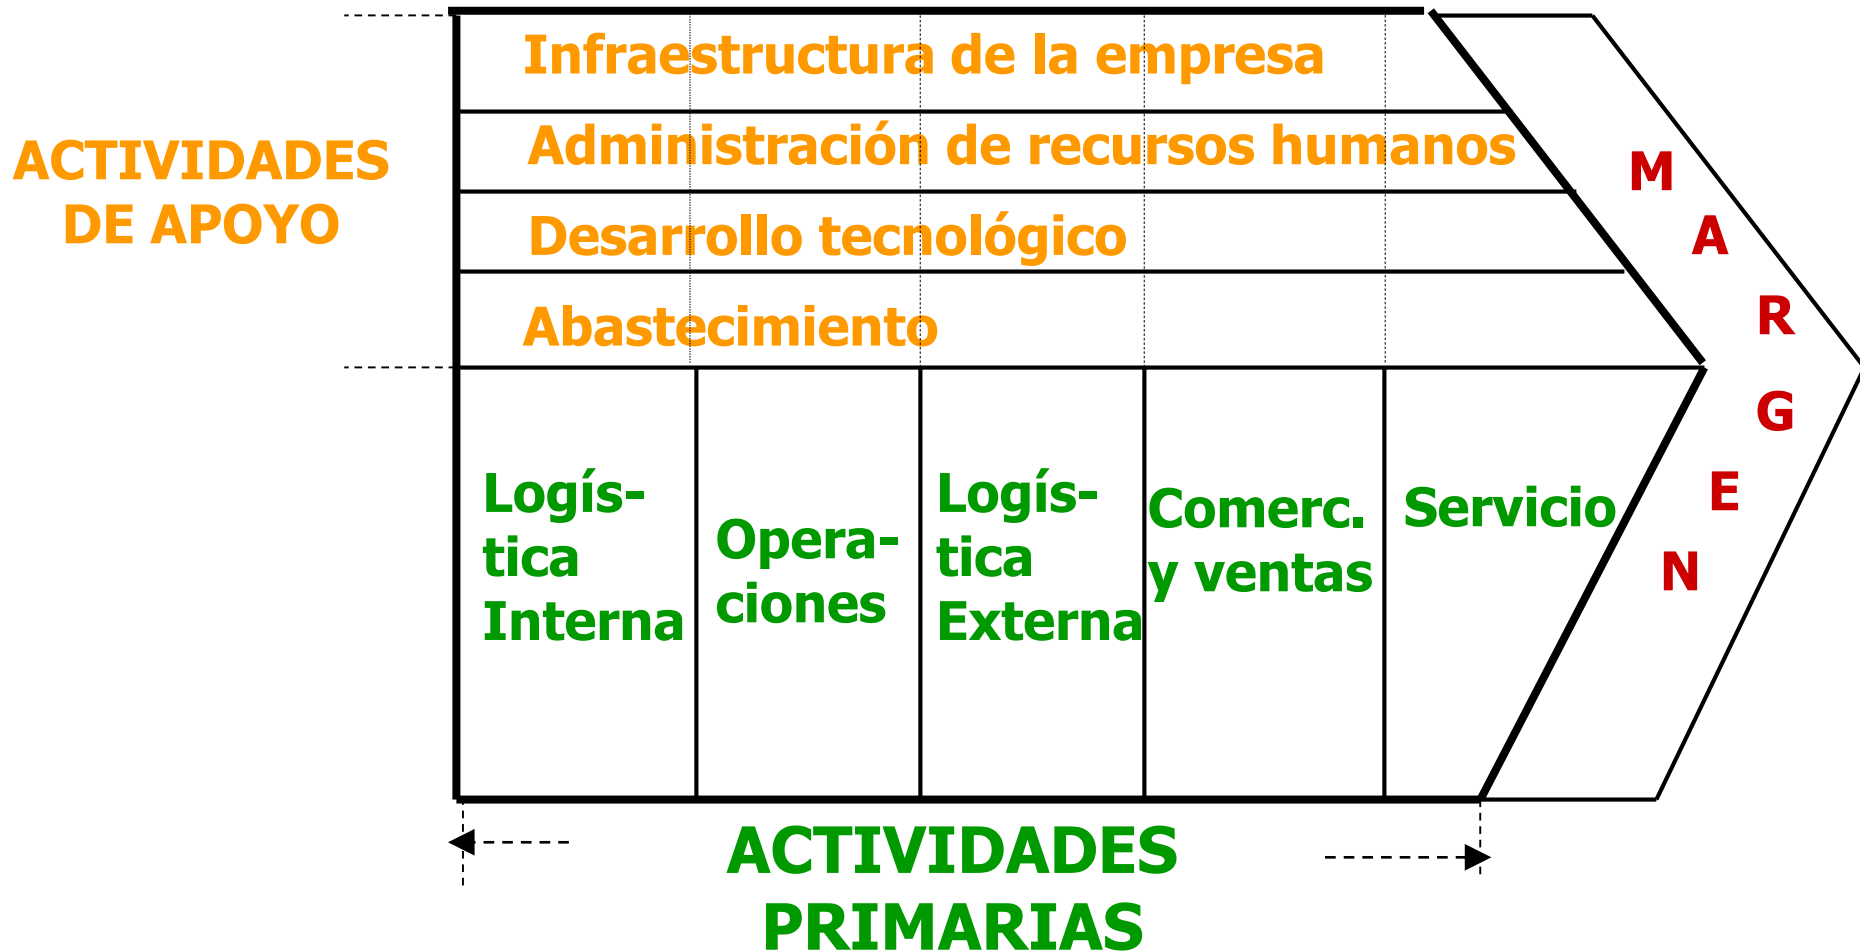 Infraestructura de la empresa
Administración de recursos humanos
Desarrollo tecnológico
Abastecimiento
ACTIVIDADES
DE APOYO
Logís-
tica
Interna
Opera-
ciones
Logís-
tica
Externa
Comerc.
y ventas
Servicio
M
A
R
G
E
N
ACTIVIDADES
PRIMARIAS